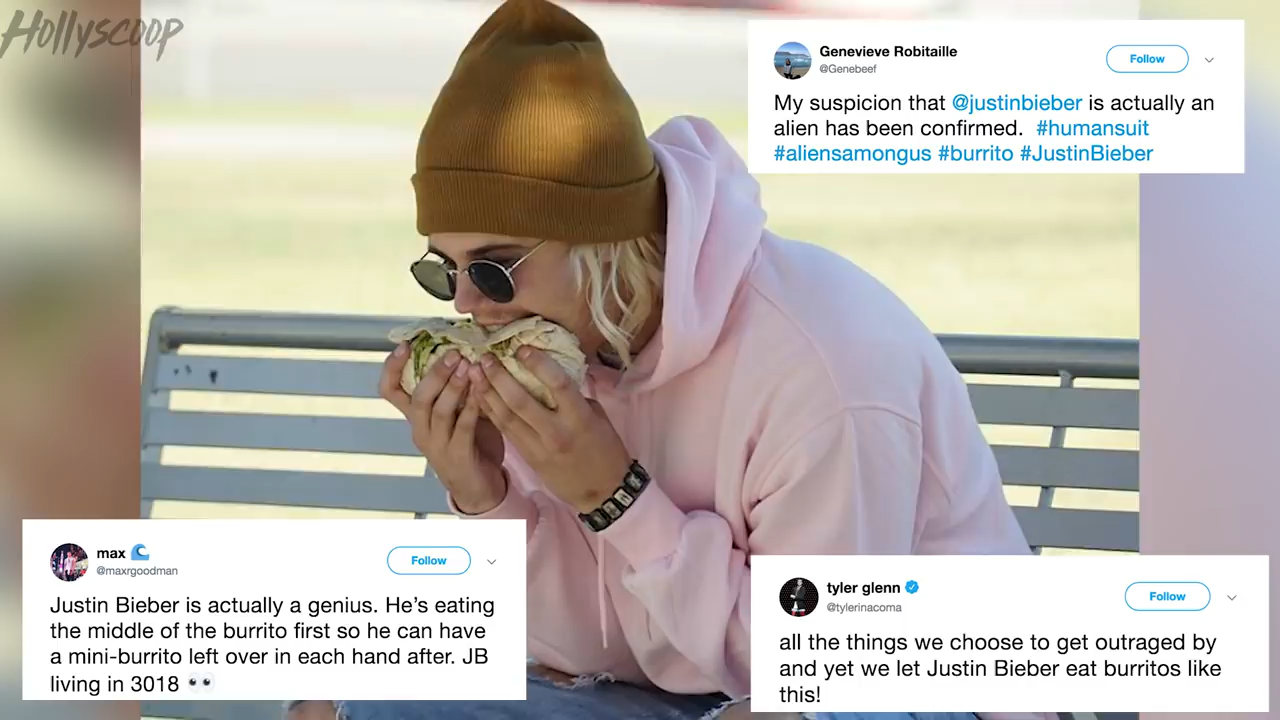 Hollyscoop
Genevieve Robitaille
@Genebeef
Follow
My suspicion that @justinbieber is actually an
alien has been confirmed. #humansuit
#aliensamongus #burrito #JustinBieber
max 🌊
@maxrgoodman
Follow
Justin Bieber is actually a genius. He’s eating
the middle of the burrito first so he can have
a mini-burrito left over in each hand after. JB
living in 3018 👀
tyler glenn
@tylerinacoma
Follow
all the things we choose to get outraged by
and yet we let Justin Bieber eat burritos like
this!